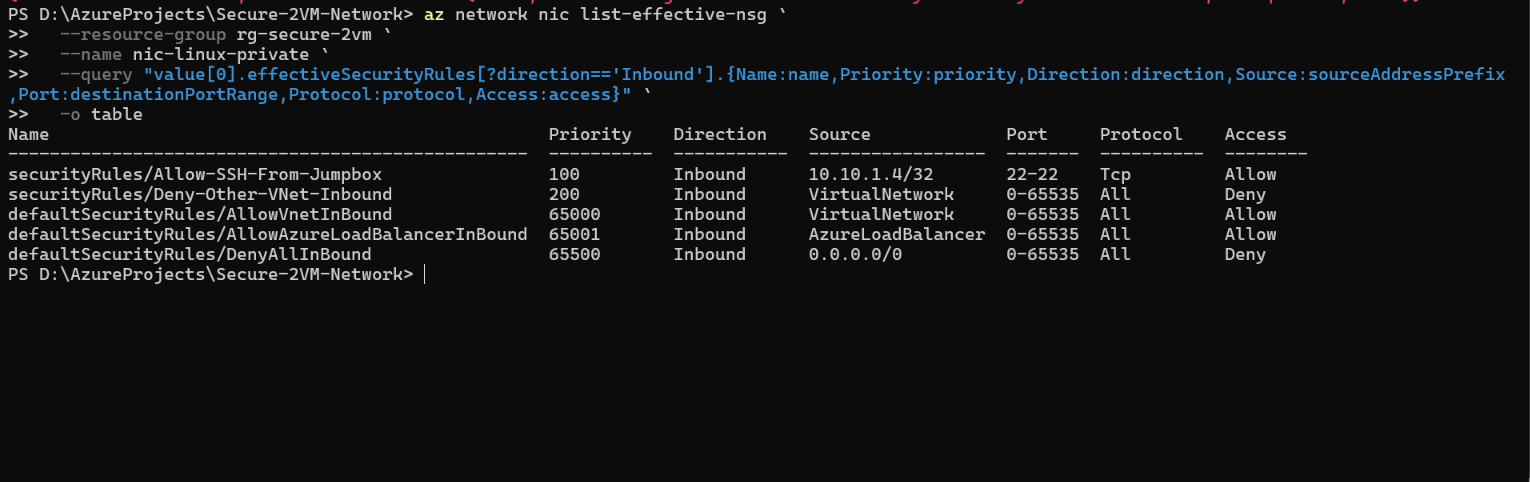 PS D:\AzureProjects\Secure-2VM-Network> az network nic list-effective-nsg `
>>   --resource-group rg-secure-2vm `
>>   --name nic-linux-private `
>>   --query "value[0].effectiveSecurityRules[?direction=='Inbound'].{Name:name,Priority:priority,Direction:direction,Source:sourceAddressPrefix
,Port:destinationPortRange,Protocol:protocol,Access:access}" `
>>   -o table
Name                                                Priority    Direction    Source             Port     Protocol    Access
--------------------------------------------------  ----------  -----------  -----------------  -------  ----------  --------
securityRules/Allow-SSH-From-Jumpbox                100         Inbound      10.10.1.4/32       22-22    Tcp         Allow
securityRules/Deny-Other-VNet-Inbound               200         Inbound      VirtualNetwork     0-65535  All         Deny
defaultSecurityRules/AllowVnetInBound               65000       Inbound      VirtualNetwork     0-65535  All         Allow
defaultSecurityRules/AllowAzureLoadBalancerInBound  65001       Inbound      AzureLoadBalancer  0-65535  All         Allow
defaultSecurityRules/DenyAllInBound                 65500       Inbound      0.0.0.0/0          0-65535  All         Deny
PS D:\AzureProjects\Secure-2VM-Network>